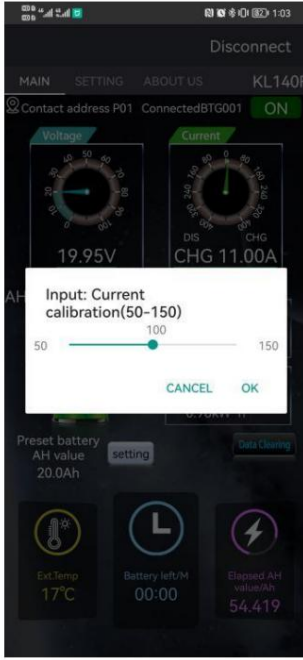 1:03
Disconnect
MAIN SETTING ABOUT US KL140F
Contact address P01 ConnectedBTG001 ON
Voltage Current
19.95V
DIS CHG
CHG 11.00A
AH
Input: Current
calibration(50-150)
100
50 150
CANCEL OK
Preset battery
AH value
20.0Ah
setting
Data Clearing
Ext.Temp
17℃
Battery left/M
00:00
Elapsed AH
value/Ah
54.419